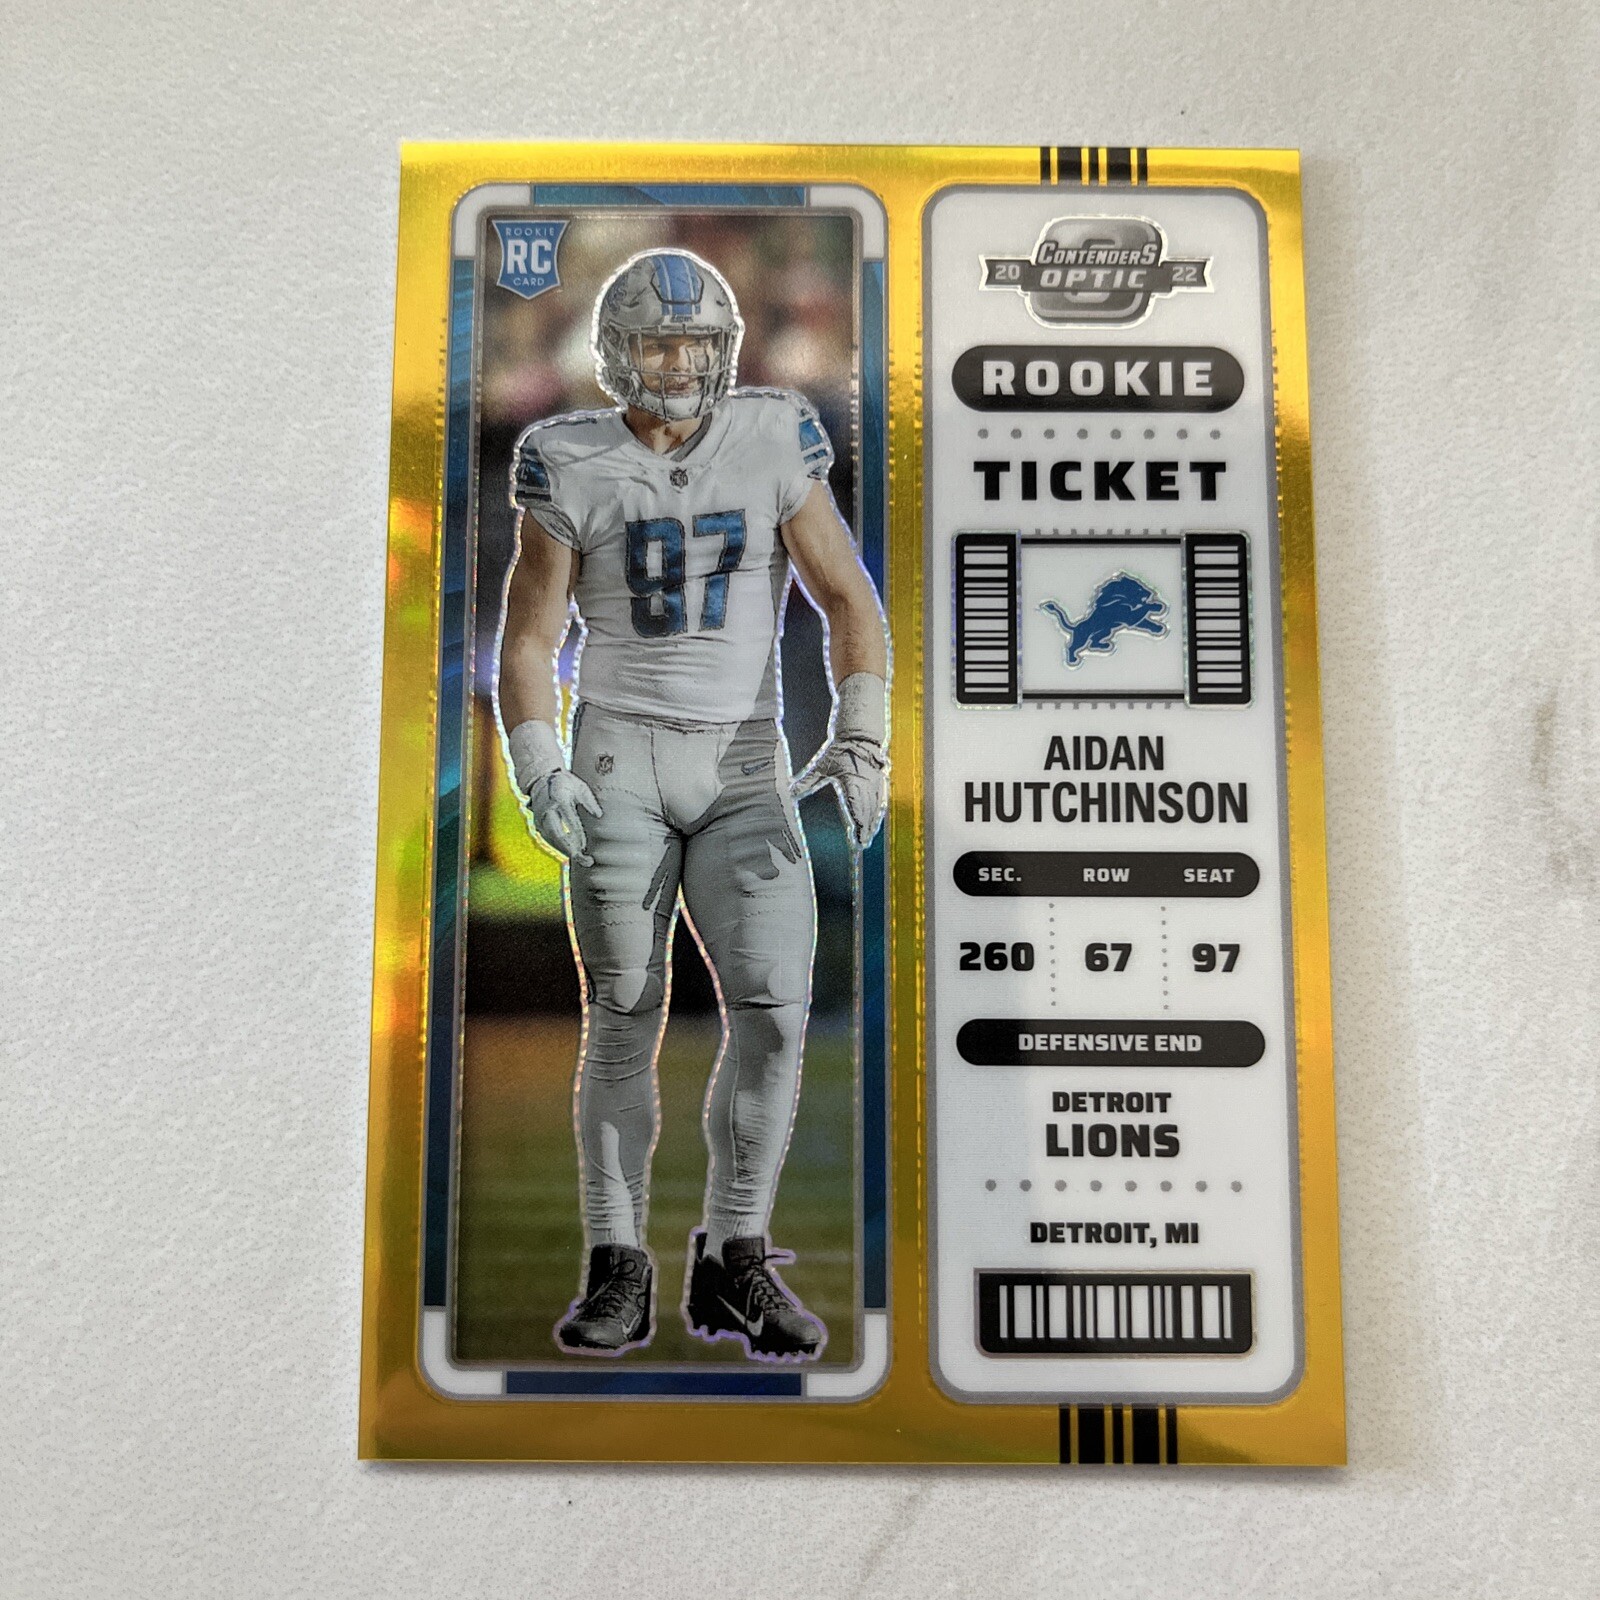 ROOKIE
RC
CARD
97
CONTENDERS
20 OPTIC 22
ROOKIE
TICKET
AIDAN
HUTCHINSON
SEC. ROW SEAT
260 67 97
DEFENSIVE END
DETROIT
LIONS
DETROIT, MI